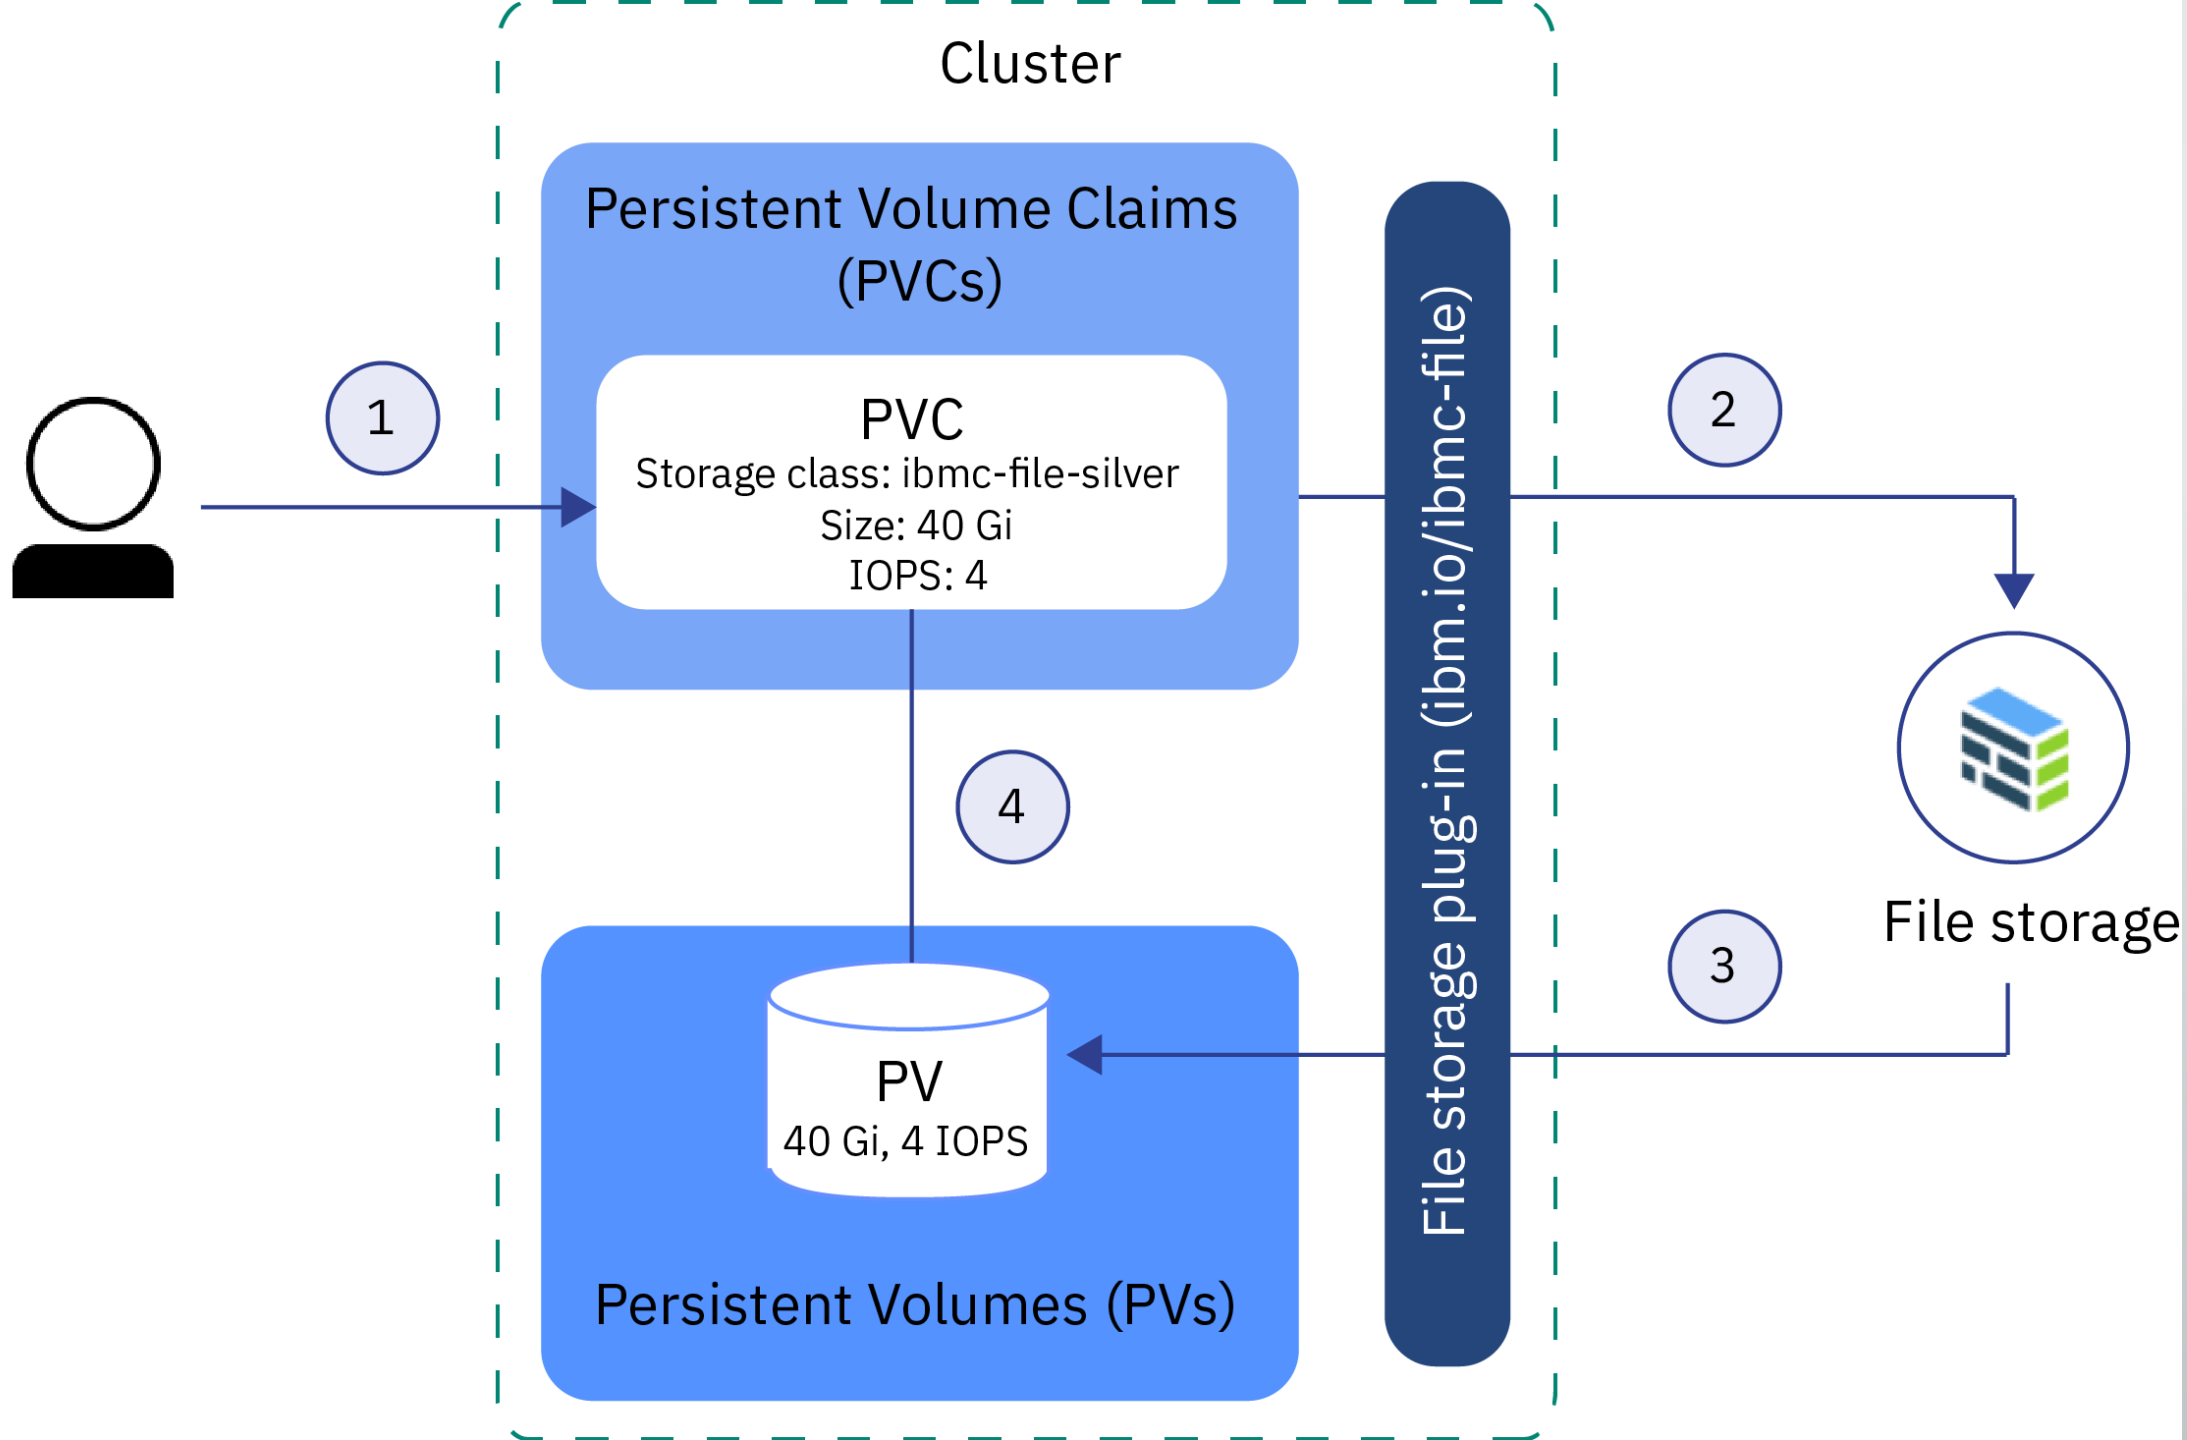 Cluster
Persistent Volume Claims
(PVCs)
1
PVC
Storage class: ibmc-file-silver
Size: 40 Gi
IOPS: 4
File storage plug-in (ibm.io/ibmc-file)
2
4
File storage
3
PV
40 Gi, 4 IOPS
Persistent Volumes (PVs)